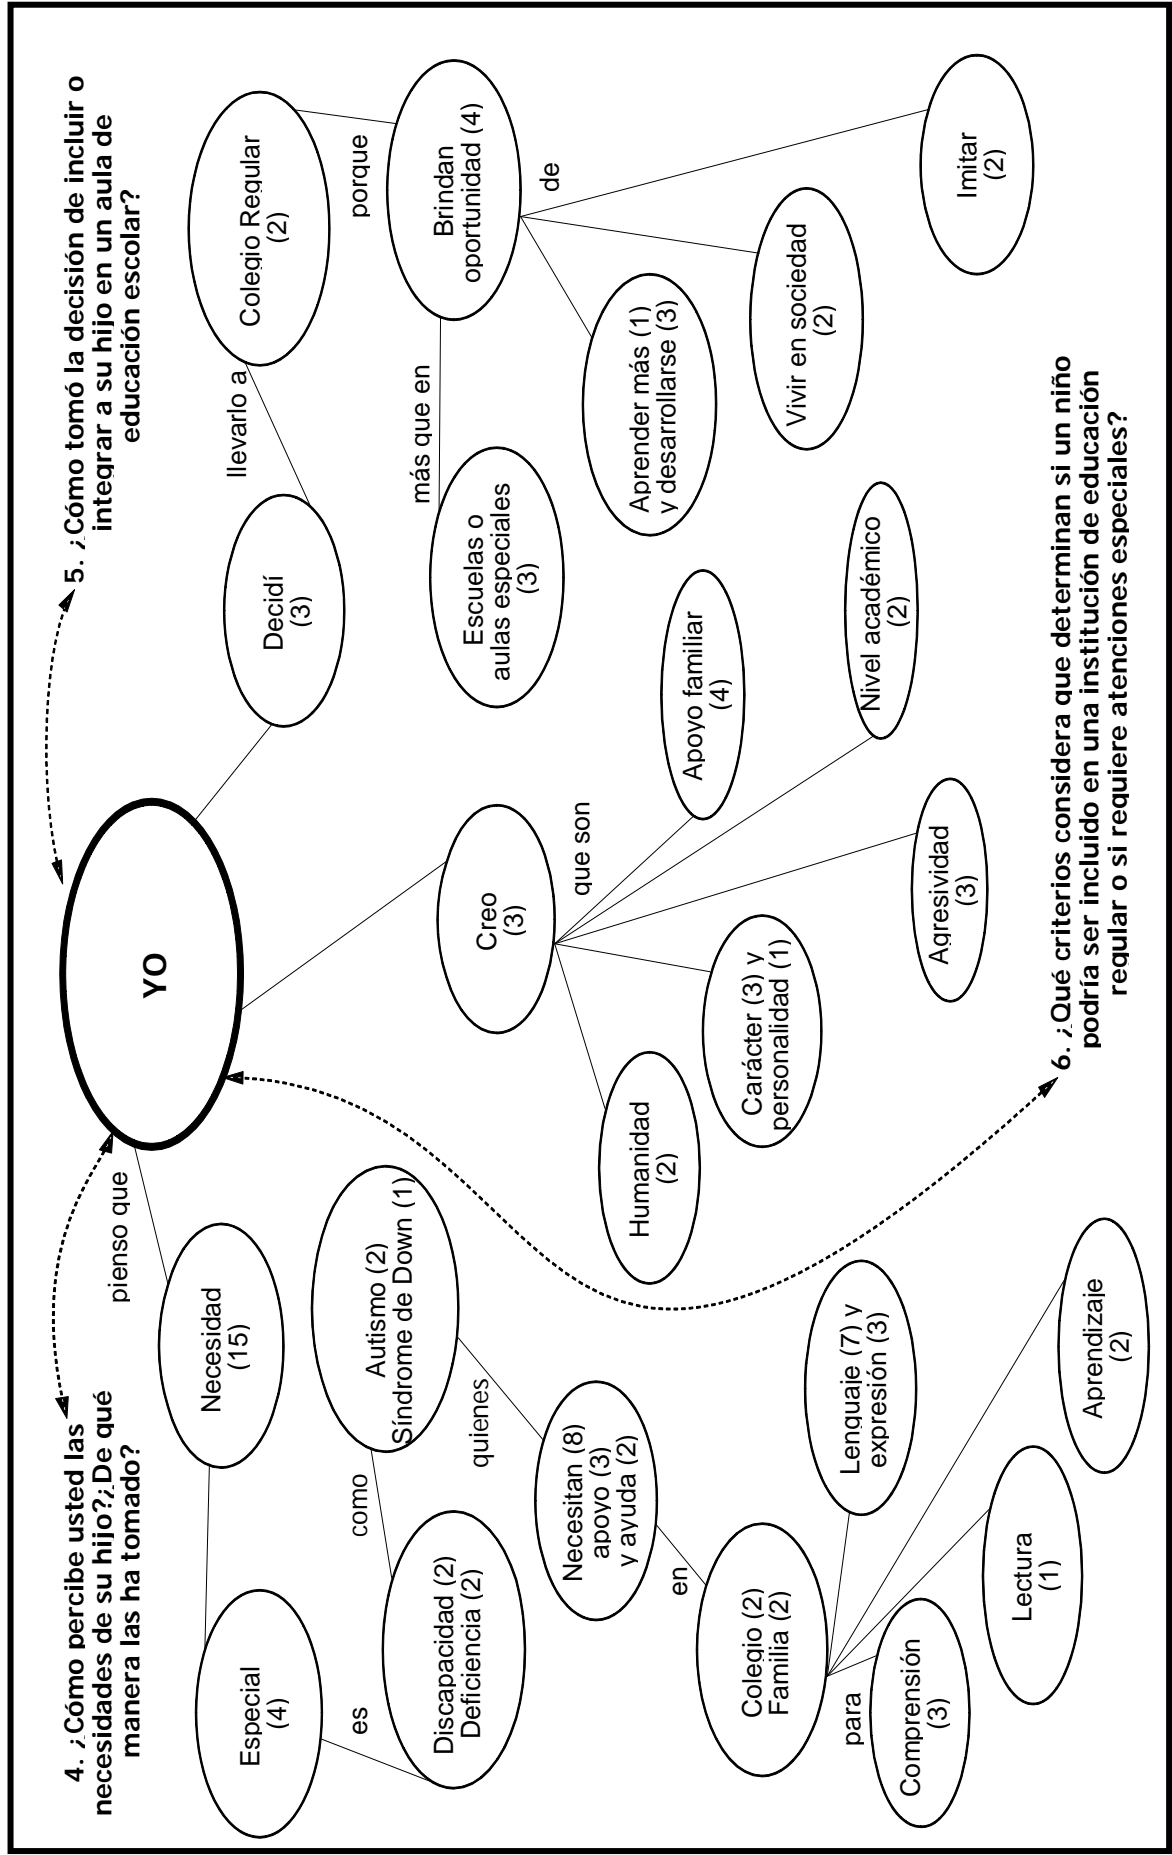 4. ¿Cómo percibe usted las
necesidades de su hijo?¿De qué
manera las ha tomado?
5. ¿Cómo tomó la decisión de incluir o
integrar a su hijo en un aula de
educación escolar?
YO
pienso que
Necesidad
(15)
Especial
(4)
es
Discapacidad (2)
Deficiencia (2)
como
Autismo (2)
Síndrome de Down (1)
quienes
Necesitan (8)
apoyo (3)
y ayuda (2)
en
Colegio (2)
Familia (2)
para
Comprensión
(3)
Lectura
(1)
Aprendizaje
(2)
Lenguaje (7) y
expresión (3)
Creo
(3)
que son
Humanidad
(2)
Carácter (3) y
personalidad (1)
Agresividad
(3)
Nivel académico
(2)
Apoyo familiar
(4)
Decidí
(3)
llevarlo a
Colegio Regular
(2)
porque
Brindan
oportunidad (4)
más que en
Escuelas o
aulas especiales
(3)
de
Aprender más (1)
y desarrollarse (3)
Vivir en sociedad
(2)
Imitar
(2)
6. ¿Qué criterios considera que determinan si un niño
podría ser incluido en una institución de educación
regular o si requiere atenciones especiales?